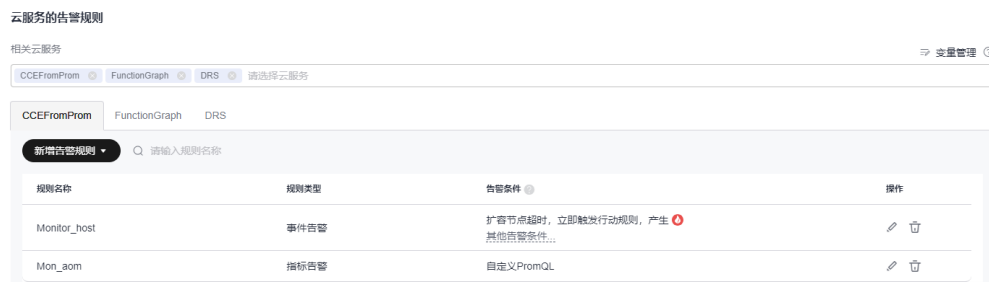 云服务的告警规则
相关云服务
变量管理
CCEFromProm FunctionGraph DRS 请选择云服务
CCEFromProm FunctionGraph DRS
新增告警规则 请输入规则名称
规则名称 规则类型 告警条件 操作
Monitor_host 事件告警 扩容节点超时，立即触发行动规则，产生
其他告警条件...
Mon_aom 指标告警 自定义PromQL